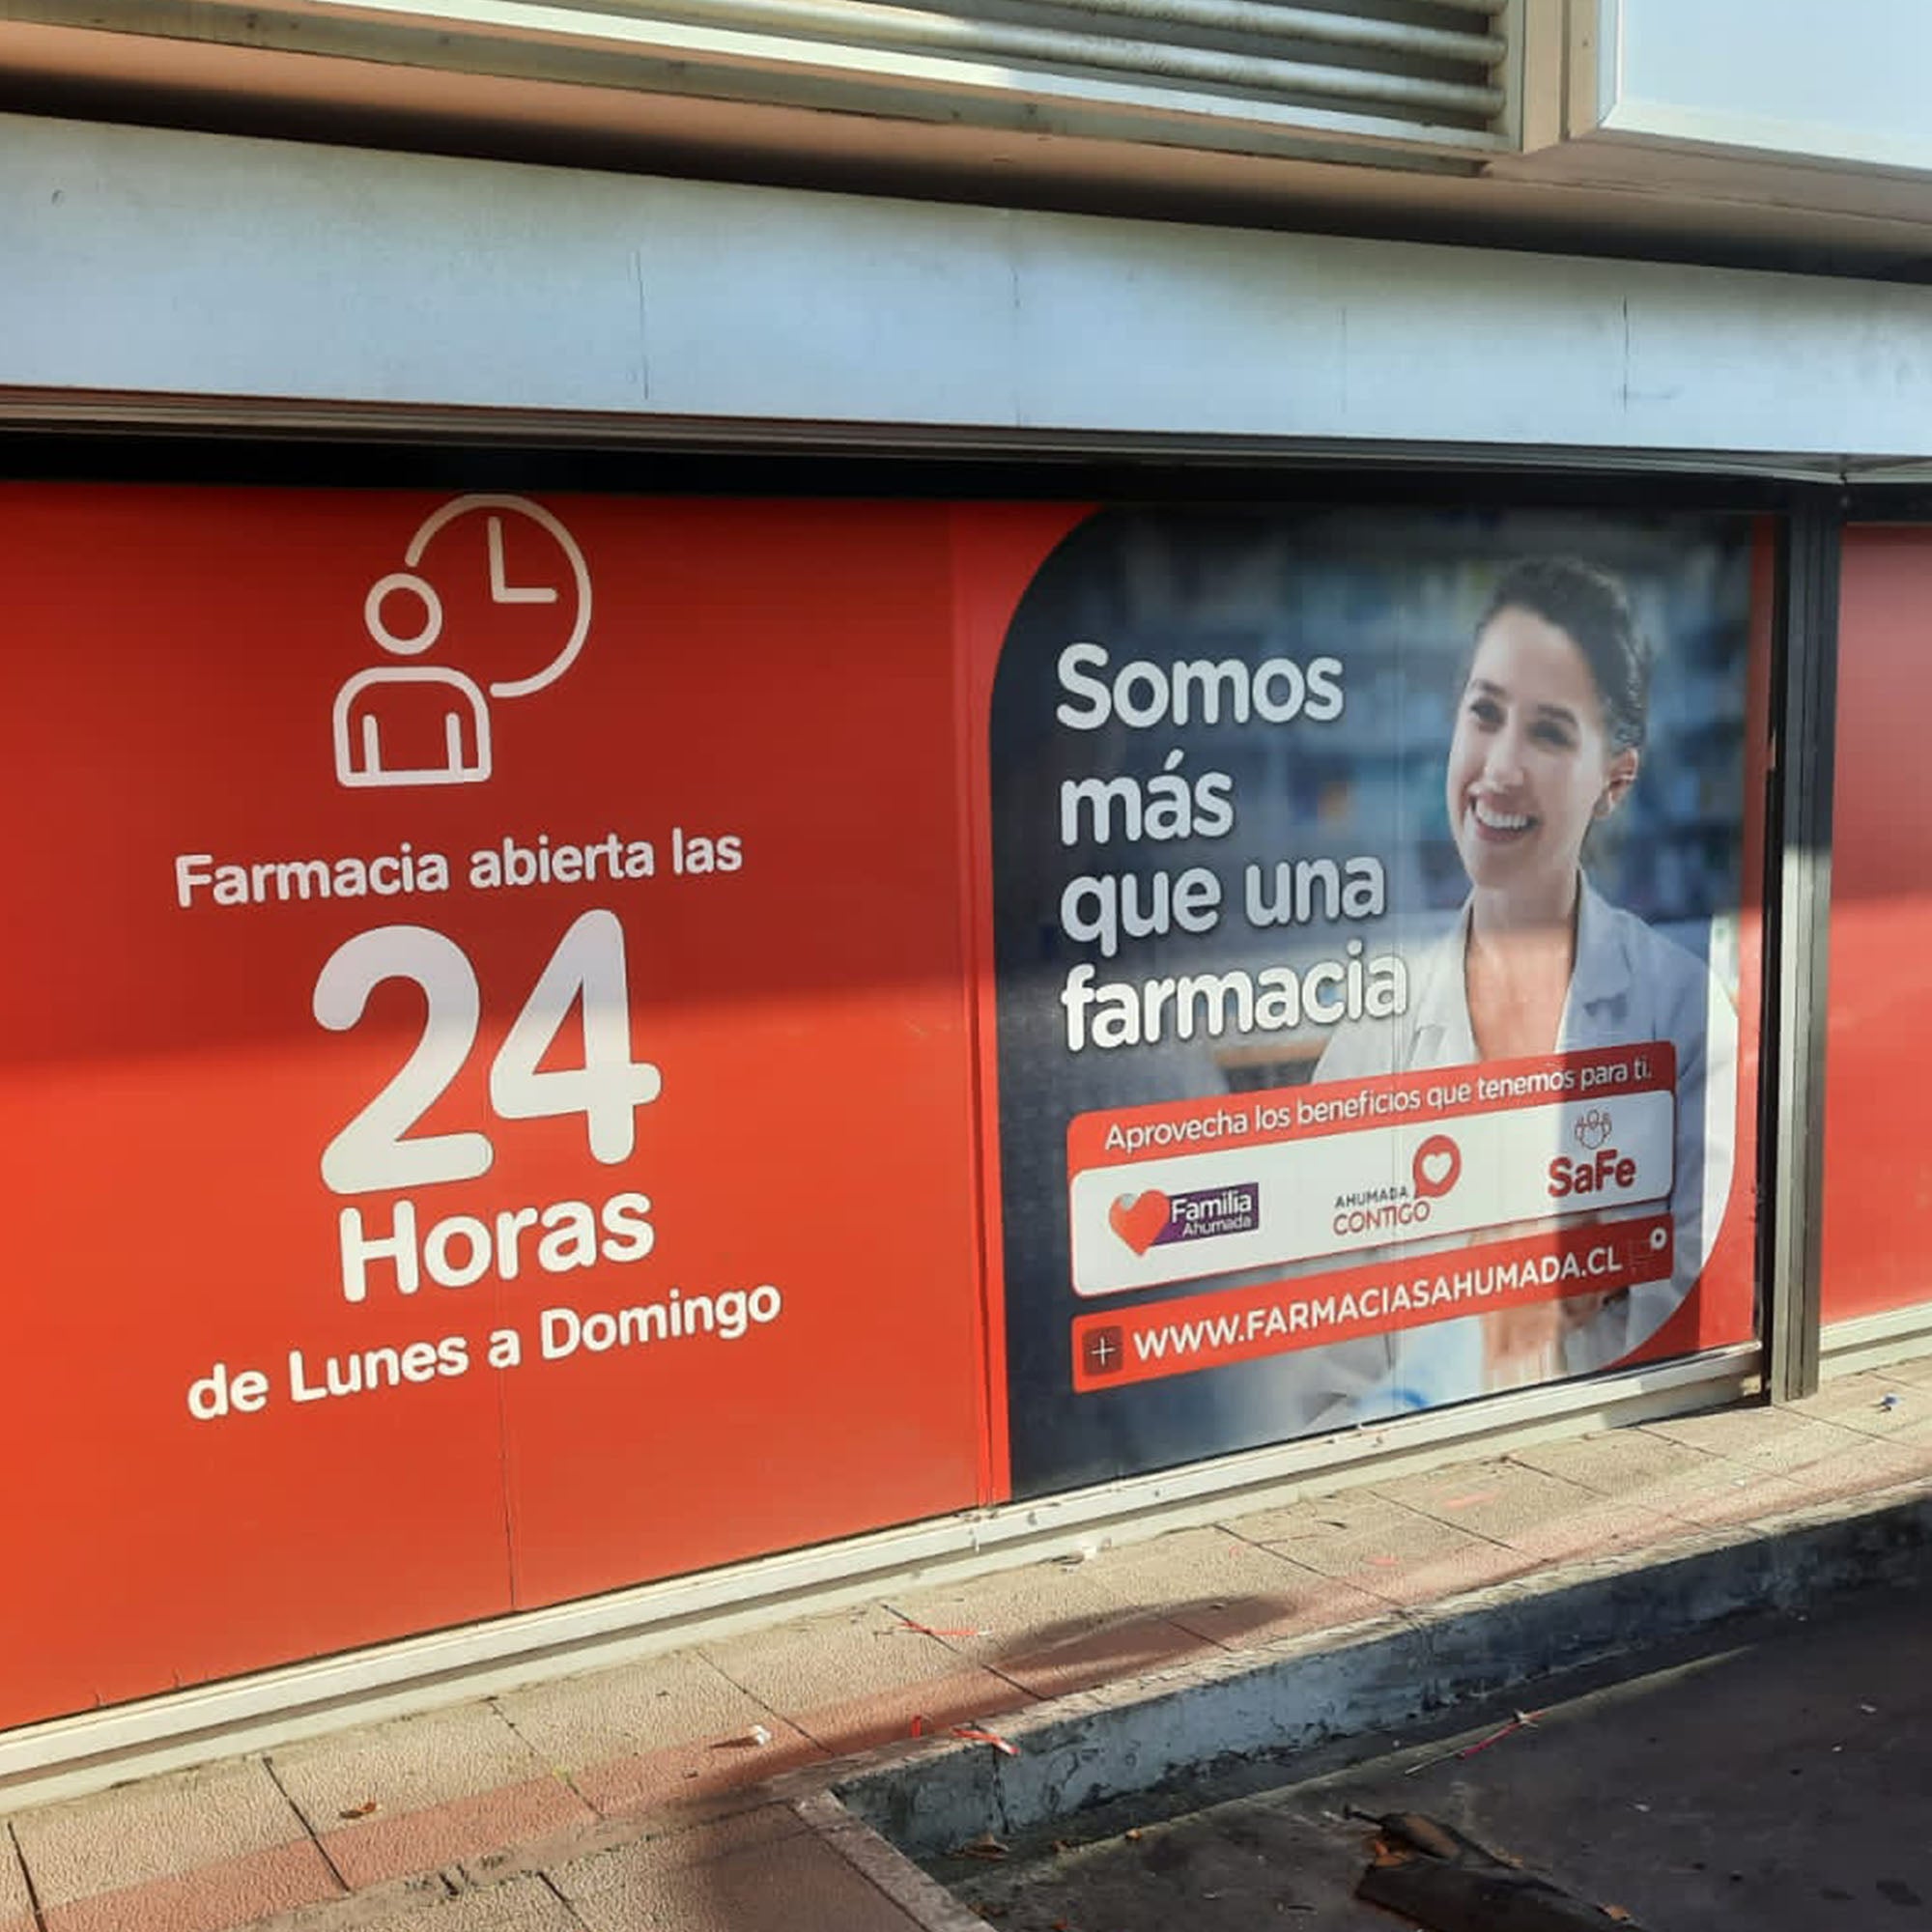 Farmacia abierta las
24
Horas
de Lunes a Domingo
Somos
más
que una
farmacia
Aprovecha los beneficios que tenemos para ti.
Familia
Ahumada
AHUMADA
CONTIGO
SaFe
WWW.FARMACIASAHUMADA.CL